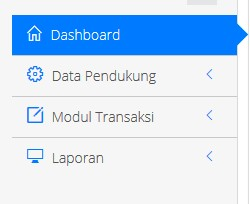 Dashboard
Data Pendukung
Modul Transaksi
Laporan